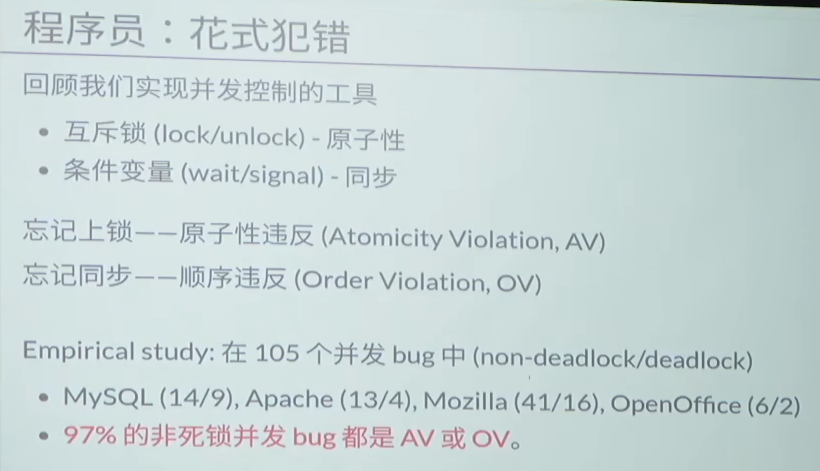 程序员：花式犯错
回顾我们实现并发控制的工具
• 互斥锁 (lock/unlock) - 原子性
• 条件变量 (wait/signal) - 同步
忘记上锁——原子性违反 (Atomicity Violation, AV)
忘记同步——顺序违反 (Order Violation, OV)
Empirical study: 在 105 个并发 bug 中 (non-deadlock/deadlock)
• MySQL (14/9), Apache (13/4), Mozilla (41/16), OpenOffice (6/2)
• 97% 的非死锁并发 bug 都是 AV 或 OV。